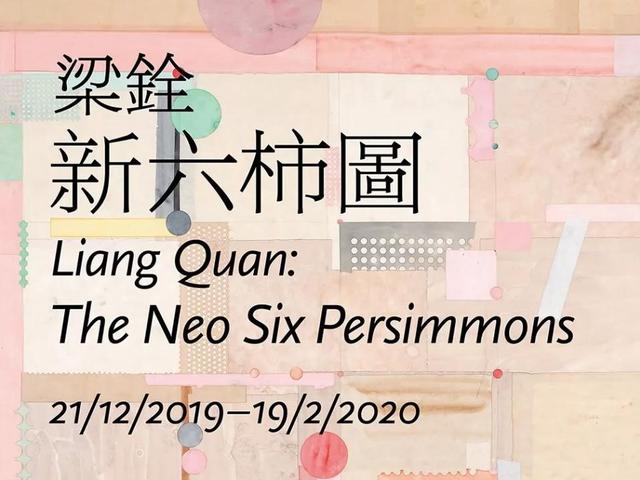 梁銓
新六柿圖
Liang Quan:
The Neo Six Persimmons
21/12/2019–19/2/2020